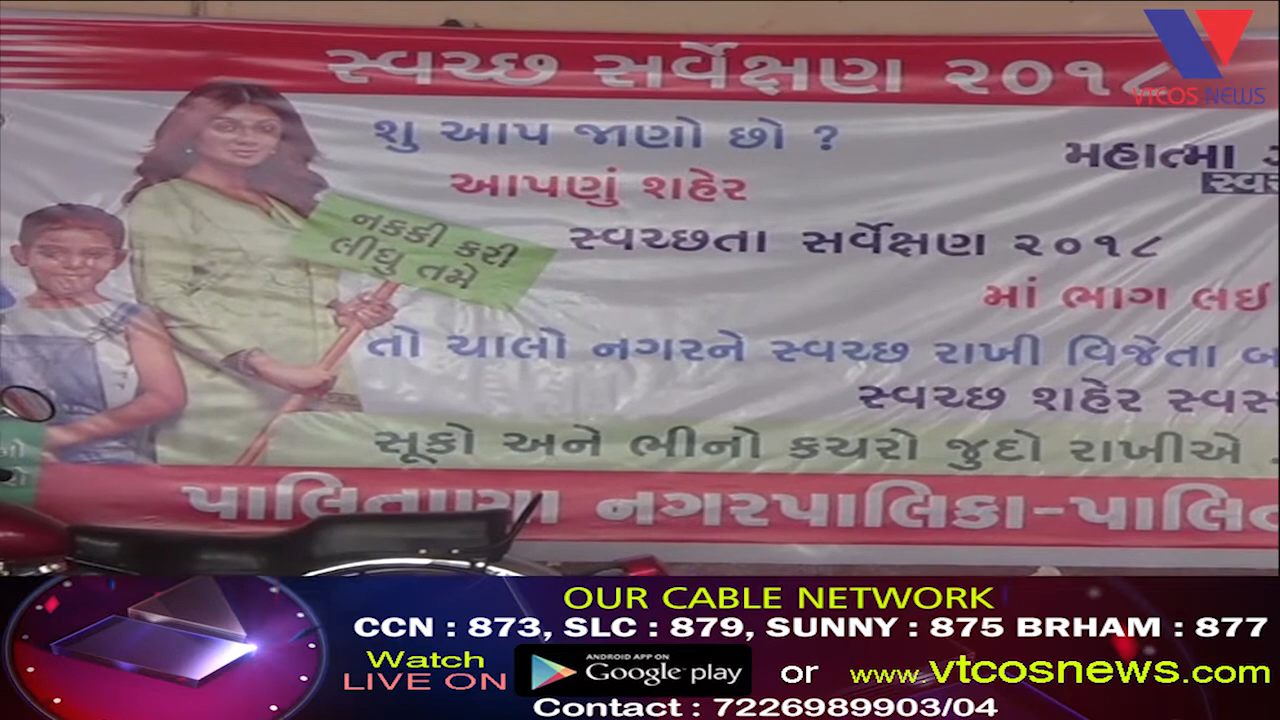 સ્વચ્છ સર્વેક્ષણ ૨૦૧૮
VTCOS NEWS
શુ આપ જાણો છો ?
મહાત્મા
આપણું શહેર
નકકી કરી
લીધુ તમે
સ્વચ્છતા સર્વેક્ષણ ૨૦૧૮
માં ભાગ લઈ
તો ચાલો નગરને સ્વચ્છ રાખી વિજેતા
સ્વચ્છ શહેર
સૂકો અને ભીનો કચરો જુદો રાખીએ
પાલિતાણા નગરપાલિકા-
OUR CABLE NETWORK
CCN : 873, SLC : 879, SUNNY : 875 BRHAM : 877
Watch
LIVE ON
ANDROID APP ON
Google play
or
www.vtcosnews.com
Contact : 7226989903/04